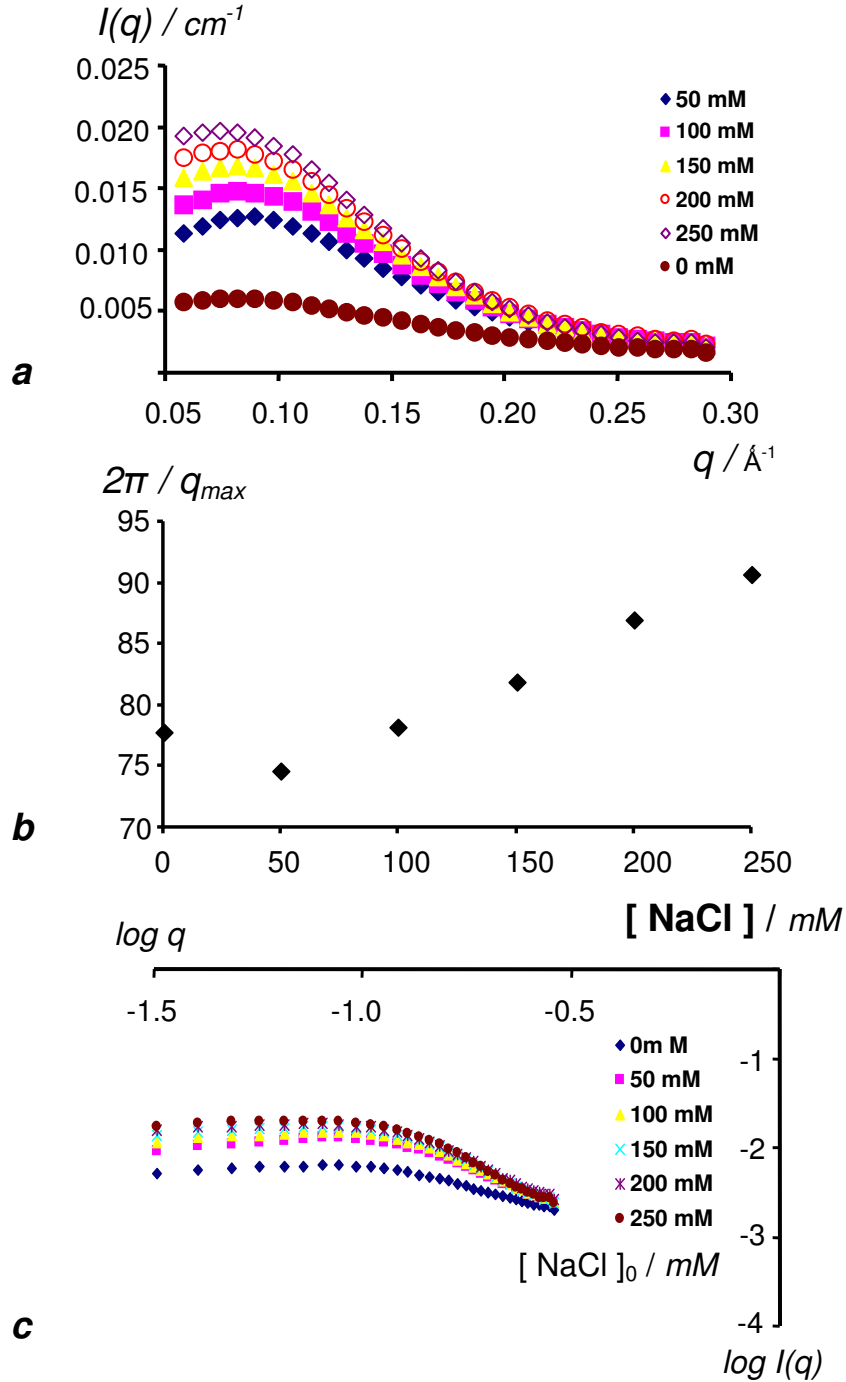 I(q) / cm-1
0.025
0.020
0.015
0.010
0.005
50 mM
100 mM
150 mM
200 mM
250 mM
0 mM
a
0.05 0.10 0.15 0.20 0.25 0.30
q / Å-1
2π / qmax
95
90
85
80
75
70
b
0 50 100 150 200 250
[ NaCl ] / mM
log q
-1.5 -1.0 -0.5
0m M
50 mM
100 mM
150 mM
200 mM
250 mM
-1
-2
-3
-4
[ NaCl ]0 / mM
c
log I(q)